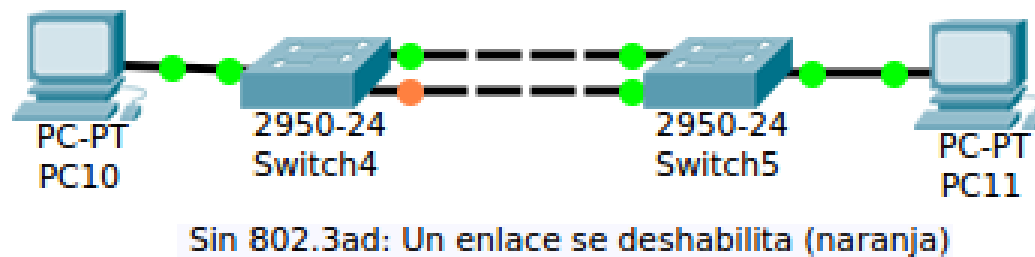 PC-PT
PC10
2950-24
Switch4
2950-24
Switch5
PC-PT
PC11
Sin 802.3ad: Un enlace se deshabilita (naranja)